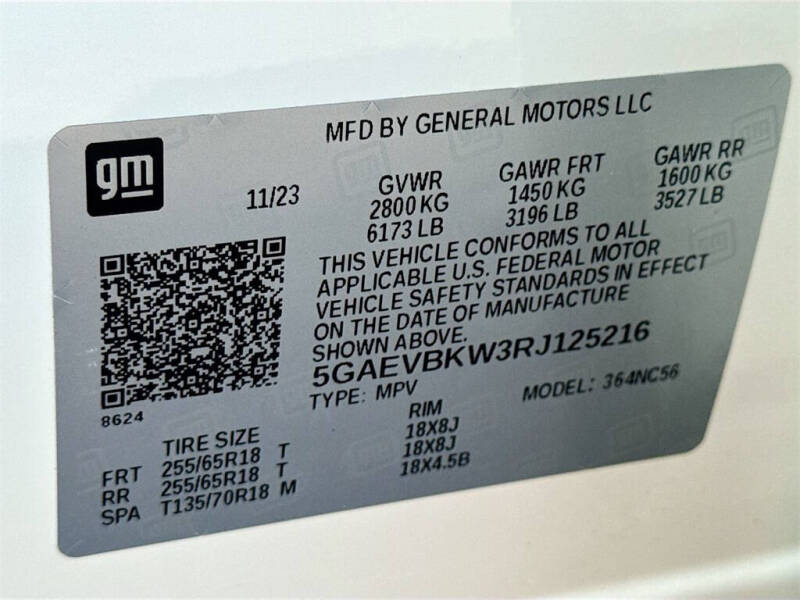 gm
MFD BY GENERAL MOTORS LLC
11/23
GVWR
2800 KG
6173 LB
GAWR FRT
1450 KG
3196 LB
GAWR RR
1600 KG
3527 LB
THIS VEHICLE CONFORMS TO ALL
APPLICABLE U.S. FEDERAL MOTOR
VEHICLE SAFETY STANDARDS IN EFFECT
ON THE DATE OF MANUFACTURE
SHOWN ABOVE.
5GAEVBKW3RJ125216
TYPE: MPV MODEL: 364NC56
8624
TIRE SIZE RIM
FRT 255/65R18 T 18X8J
RR 255/65R18 T 18X8J
SPA T135/70R18 M 18X4.5B